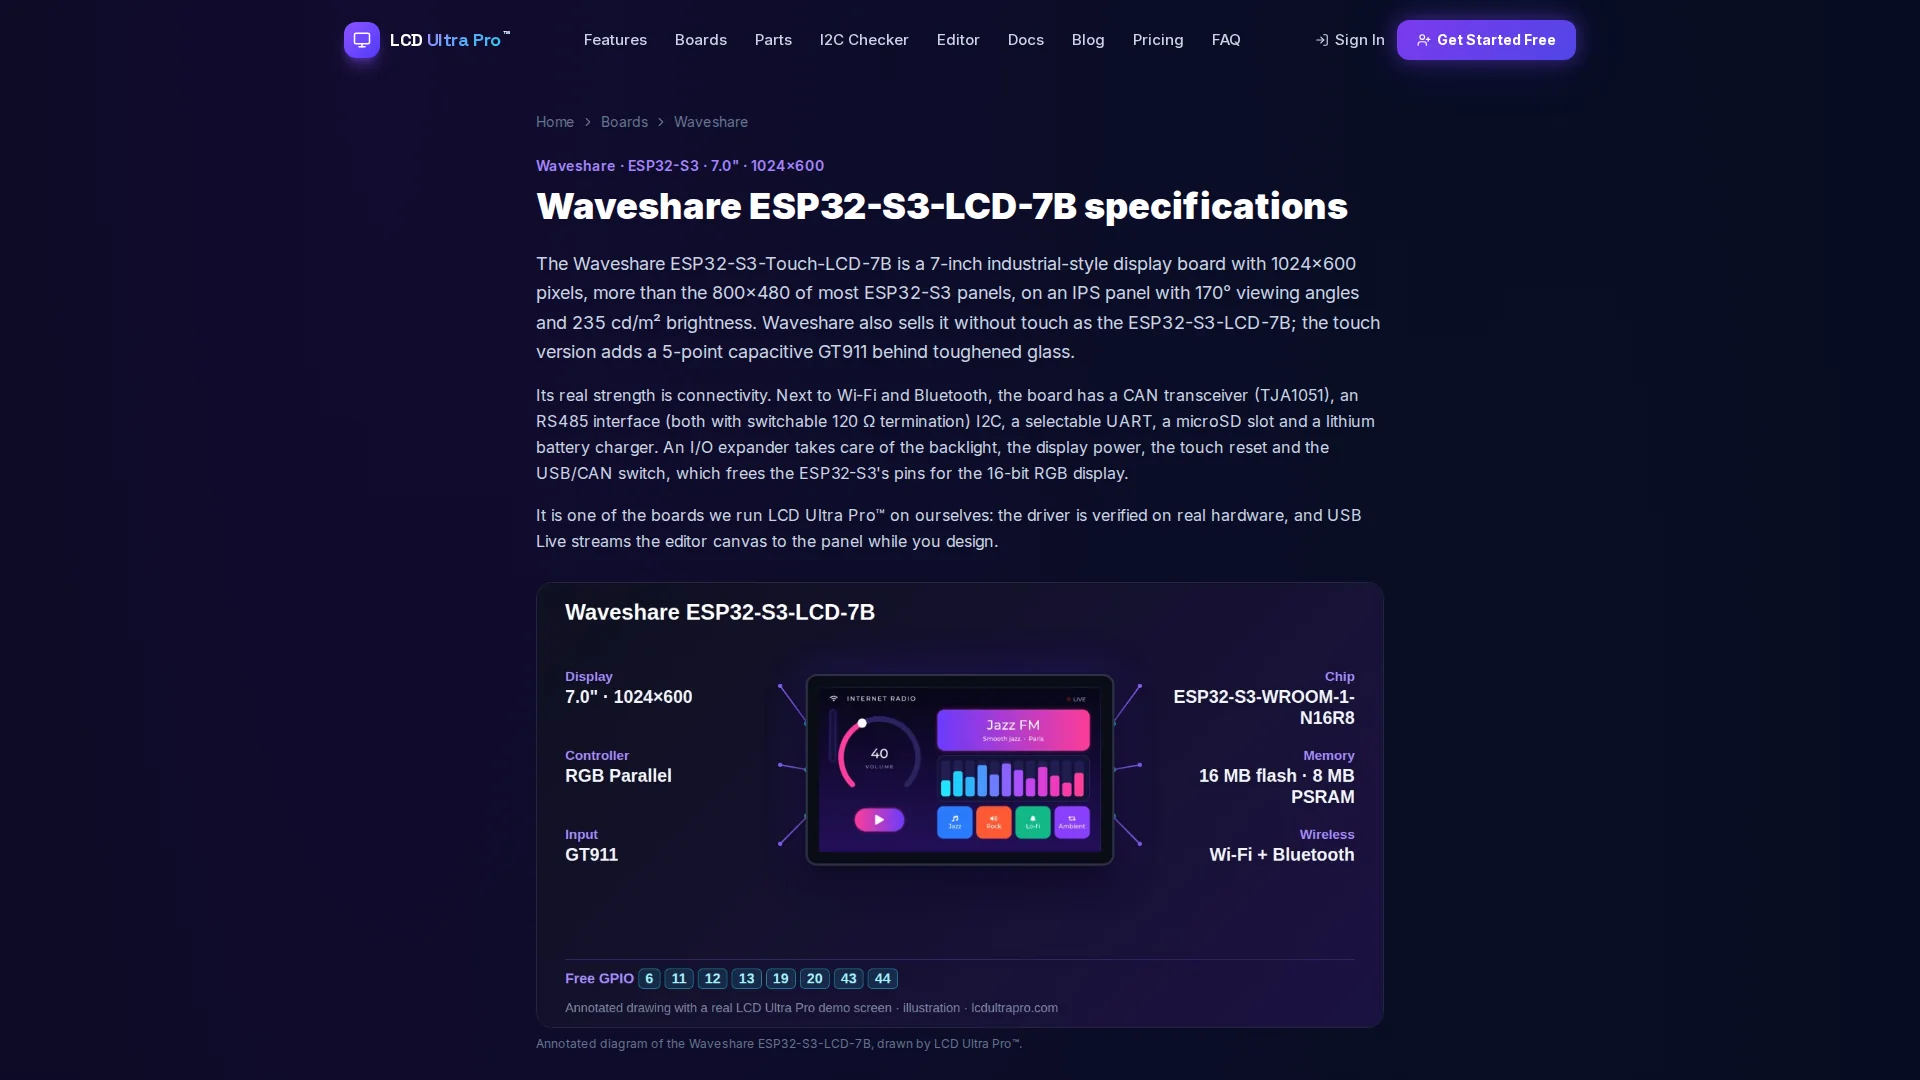 LCD Ultra Pro™
Features
Boards
Parts
I2C Checker
Editor
Docs
Blog
Pricing
FAQ
Sign In
Get Started Free
Home > Boards > Waveshare
Waveshare · ESP32-S3 · 7.0" · 1024×600
Waveshare ESP32-S3-LCD-7B specifications
The Waveshare ESP32-S3-Touch-LCD-7B is a 7-inch industrial-style display board with 1024×600
pixels, more than the 800×480 of most ESP32-S3 panels, on an IPS panel with 170° viewing angles
and 235 cd/m² brightness. Waveshare also sells it without touch as the ESP32-S3-LCD-7B; the touch
version adds a 5-point capacitive GT911 behind toughened glass.
Its real strength is connectivity. Next to Wi-Fi and Bluetooth, the board has a CAN transceiver (TJA1051), an
RS485 interface (both with switchable 120 Ω termination) I2C, a selectable UART, a microSD slot and a lithium
battery charger. An I/O expander takes care of the backlight, the display power, the touch reset and the
USB/CAN switch, which frees the ESP32-S3's pins for the 16-bit RGB display.
It is one of the boards we run LCD Ultra Pro™ on ourselves: the driver is verified on real hardware, and USB
Live streams the editor canvas to the panel while you design.
Waveshare ESP32-S3-LCD-7B
Display
7.0" · 1024×600
Controller
RGB Parallel
Input
GT911
INTERNET RADIO
LIVE
40
VOLUME
Jazz FM
Smooth jazz · Paris
Jazz
Rock
Lo-fi
Ambient
Chip
ESP32-S3-WROOM-1-
N16R8
Memory
16 MB flash · 8 MB
PSRAM
Wireless
Wi-Fi + Bluetooth
Free GPIO 6 11 12 13 19 20 43 44
Annotated drawing with a real LCD Ultra Pro demo screen · illustration · lcdultrapro.com
Annotated diagram of the Waveshare ESP32-S3-LCD-7B, drawn by LCD Ultra Pro™.